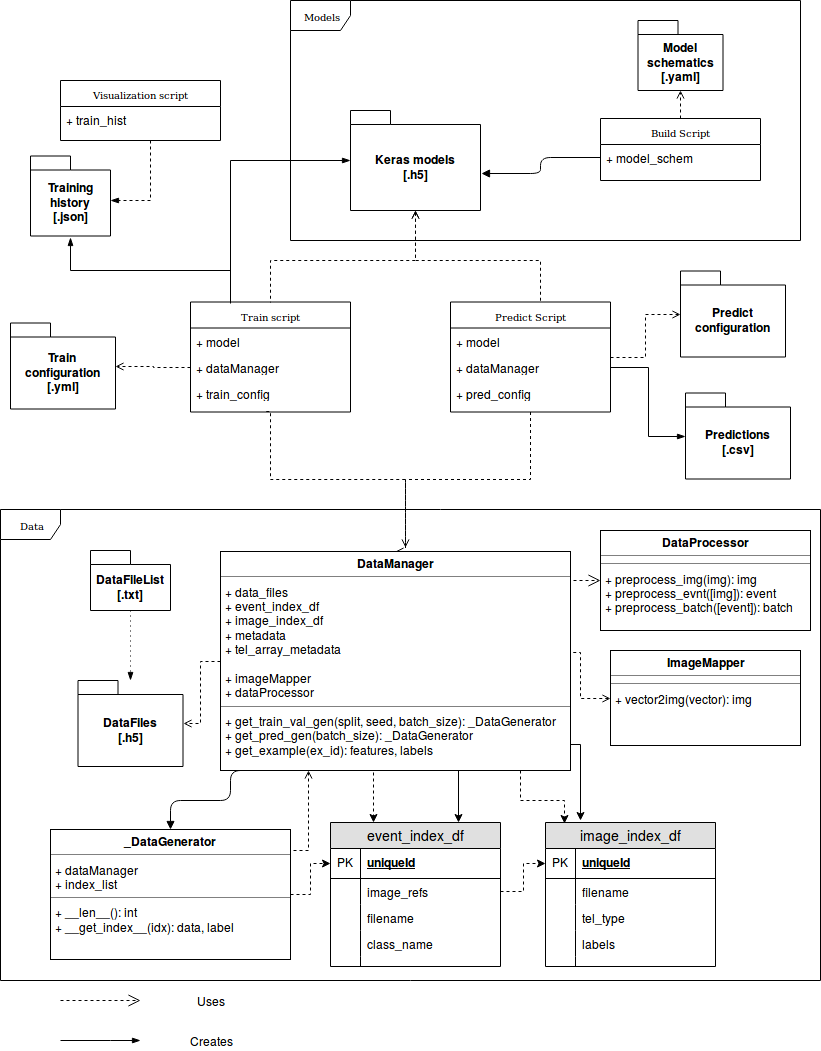 Models
Model
schematics
[.yaml]
Visualization script
+ train_hist
Build Script
+ model_schem
Keras models
[.h5]
Training
history
[.json]
Train script
+ model
+ dataManager
+ train_config
Predict Script
+ model
+ dataManager
+ pred_config
Predict
configuration
Train
configuration
[.yml]
Predictions
[.csv]
Data
DataManager
+ data_files
+ event_index_df
+ image_index_df
+ metadata
+ tel_array_metadata
+ imageMapper
+ dataProcessor
+ get_train_val_gen(split, seed, batch_size): _DataGenerator
+ get_pred_gen(batch_size): _DataGenerator
+ get_example(ex_id): features, labels
DataProcessor
+ preprocess_img(img): img
+ preprocess_evnt([img]): event
+ preprocess_batch([event]): batch
DataFileList
[.txt]
ImageMapper
+ vector2img(vector): img
DataFiles
[.h5]
_DataGenerator
+ dataManager
+ index_list
+ __len__(): int
+ __get_index__(idx): data, label
event_index_df
PK uniqueId
image_refs
filename
class_name
image_index_df
PK uniqueId
filename
tel_type
labels
Uses
Creates